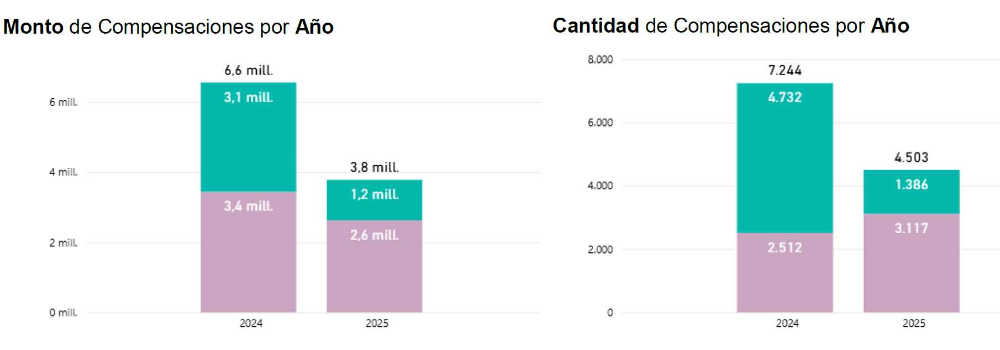 Monto de Compensaciones por Año
6,6 mill.
3,1 mill.
6 mill.
3,8 mill.
4 mill.
1,2 mill.
3,4 mill.
2,6 mill.
2 mill.
0 mill.
2024
2025
Cantidad de Compensaciones por Año
8.000
7.244
4.732
6.000
4.503
4.000
1.386
3.117
2.512
2.000
0
2024
2025